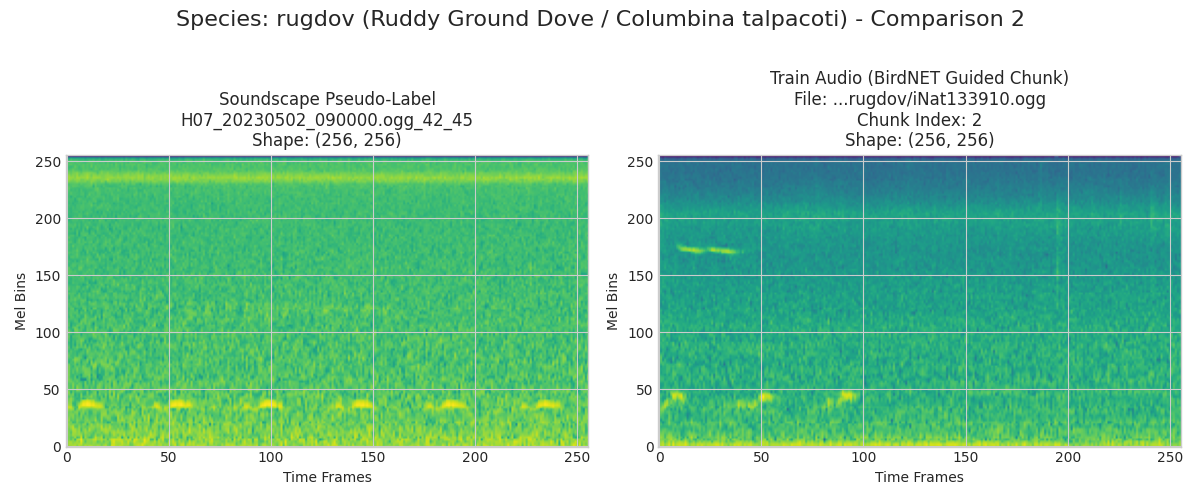 Species: rugdov (Ruddy Ground Dove / Columbina talpacoti) - Comparison 2
Soundscape Pseudo-Label
H07_20230502_090000.ogg_42_45
Shape: (256, 256)
250
200
150
100
50
0
Mel Bins
0 50 100 150 200 250
Time Frames
Train Audio (BirdNET Guided Chunk)
File: ...rugdov/iNat133910.ogg
Chunk Index: 2
Shape: (256, 256)
250
200
150
100
50
0
Mel Bins
0 50 100 150 200 250
Time Frames